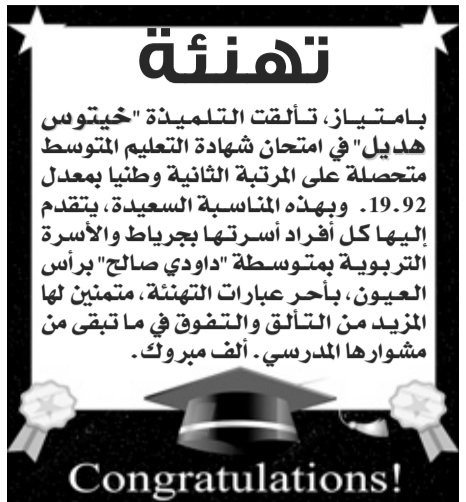 تهنئة
بامتياز، تألقت التلميذة "خيتوس
هديل" في امتحان شهادة التعليم المتوسط
متحصلة على المرتبة الثانية وطنيا بمعدل
19.92. وبهذه المناسبة السعيدة، يتقدم
إليها كل أفراد أسرتها بجرياط والأسرة
التربوية بمتوسطة "داودي صالح" برأس
العيون، بأحر عبارات التهنئة، متمنين لها
المزيد من التألق والتفوق في ما تبقى من
مشوارها المدرسي. ألف مبروك.
Congratulations!